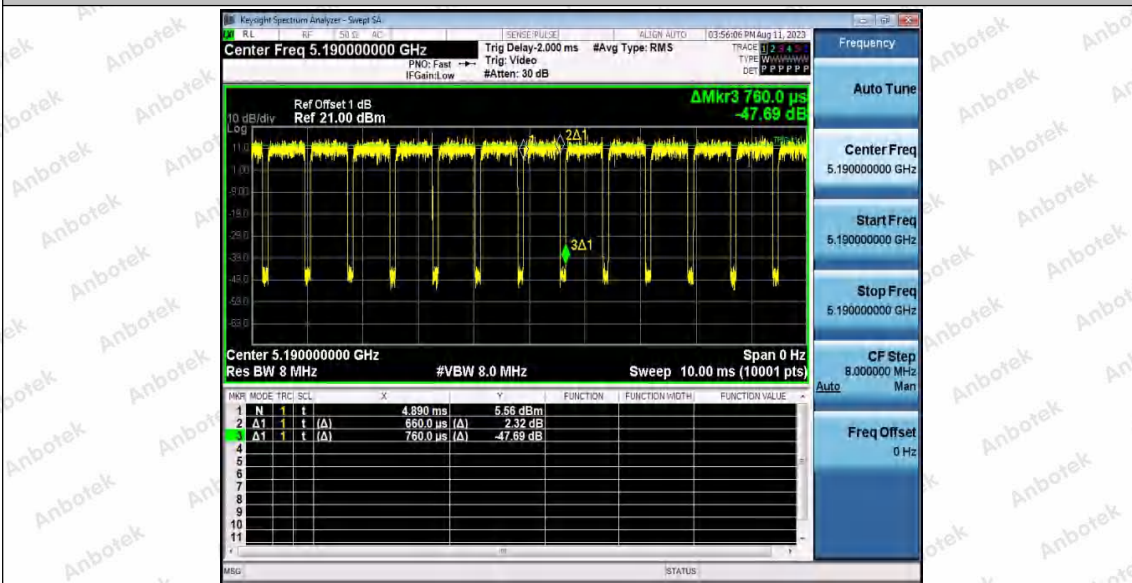 Keysight Spectrum Analyzer - Swept SA
RL RF 50 Ω AC SENSE:PULSE ALIGN AUTO 03:56:06 PM Aug 11, 2023
Center Freq 5.190000000 GHz
PNO: Fast
IFGain:Low
Trig Delay-2.000 ms
Trig: Video
#Atten: 30 dB
#Avg Type: RMS
TRACE 1 2 3 4 5
TYPE WWWWWW
DET P P P P P P
ΔMkr3 760.0 µs
-47.69 dB
Ref Offset 1 dB
10 dB/div Ref 21.00 dBm
Log
11.0
1.00
-9.00
-19.0
-29.0
-39.0
-49.0
-59.0
-69.0
1
2Δ1
3Δ1
Center 5.190000000 GHz Span 0 Hz
Res BW 8 MHz #VBW 8.0 MHz Sweep 10.00 ms (10001 pts)
MKR MODE TRC SCL X Y FUNCTION FUNCTION WIDTH FUNCTION VALUE
1 N 1 t 4.890 ms 5.56 dBm
2 Δ1 1 t (Δ) 660.0 µs (Δ) 2.32 dB
3 Δ1 1 t (Δ) 760.0 µs (Δ) -47.69 dB
4
5
6
7
8
9
10
11
MSG STATUS
Frequency
Auto Tune
Center Freq
5.190000000 GHz
Start Freq
5.190000000 GHz
Stop Freq
5.190000000 GHz
CF Step
8.000000 MHz
Auto Man
Freq Offset
0 Hz
Anbotek